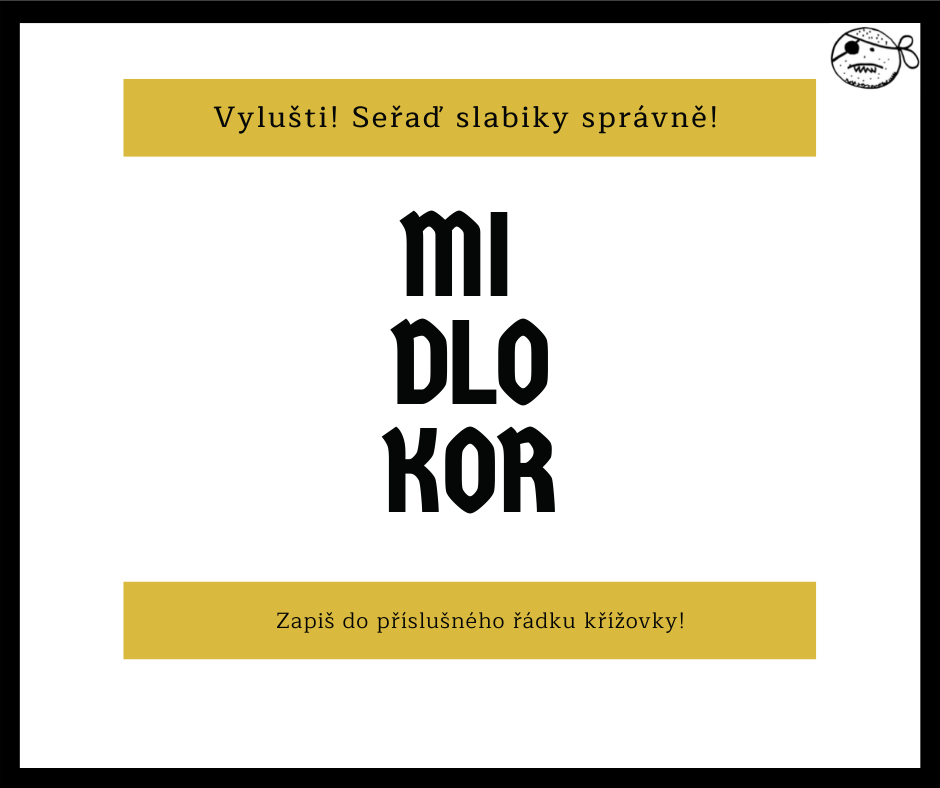 Vylušti! Seřaď slabiky správně!
MI
DLO
KOR
Zapiš do příslušného řádku křížovky!